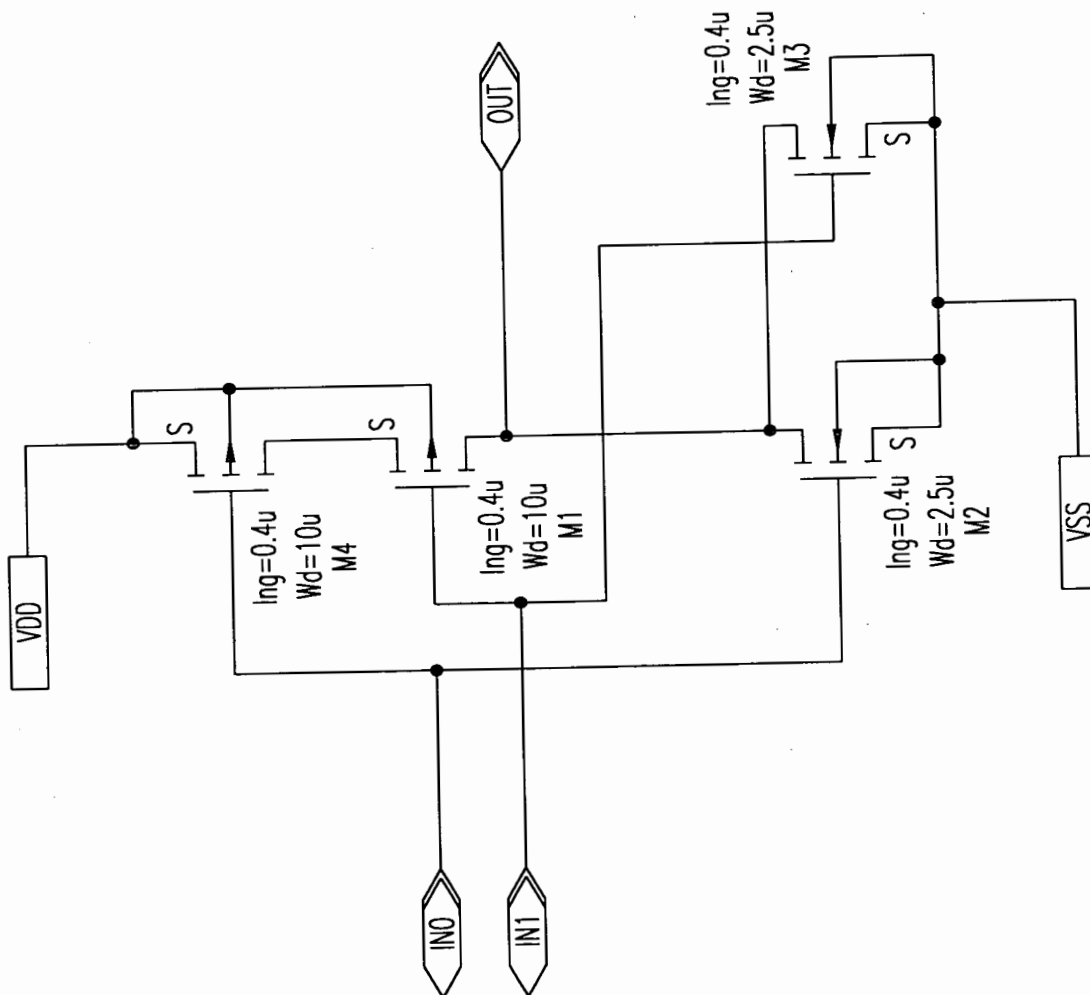 VDD
S
lng=0.4u
Wd=10u
M4
S
lng=0.4u
Wd=10u
M1
OUT
lng=0.4u
Wd=2.5u
M3
S
IN0
IN1
S
lng=0.4u
Wd=2.5u
M2
VSS